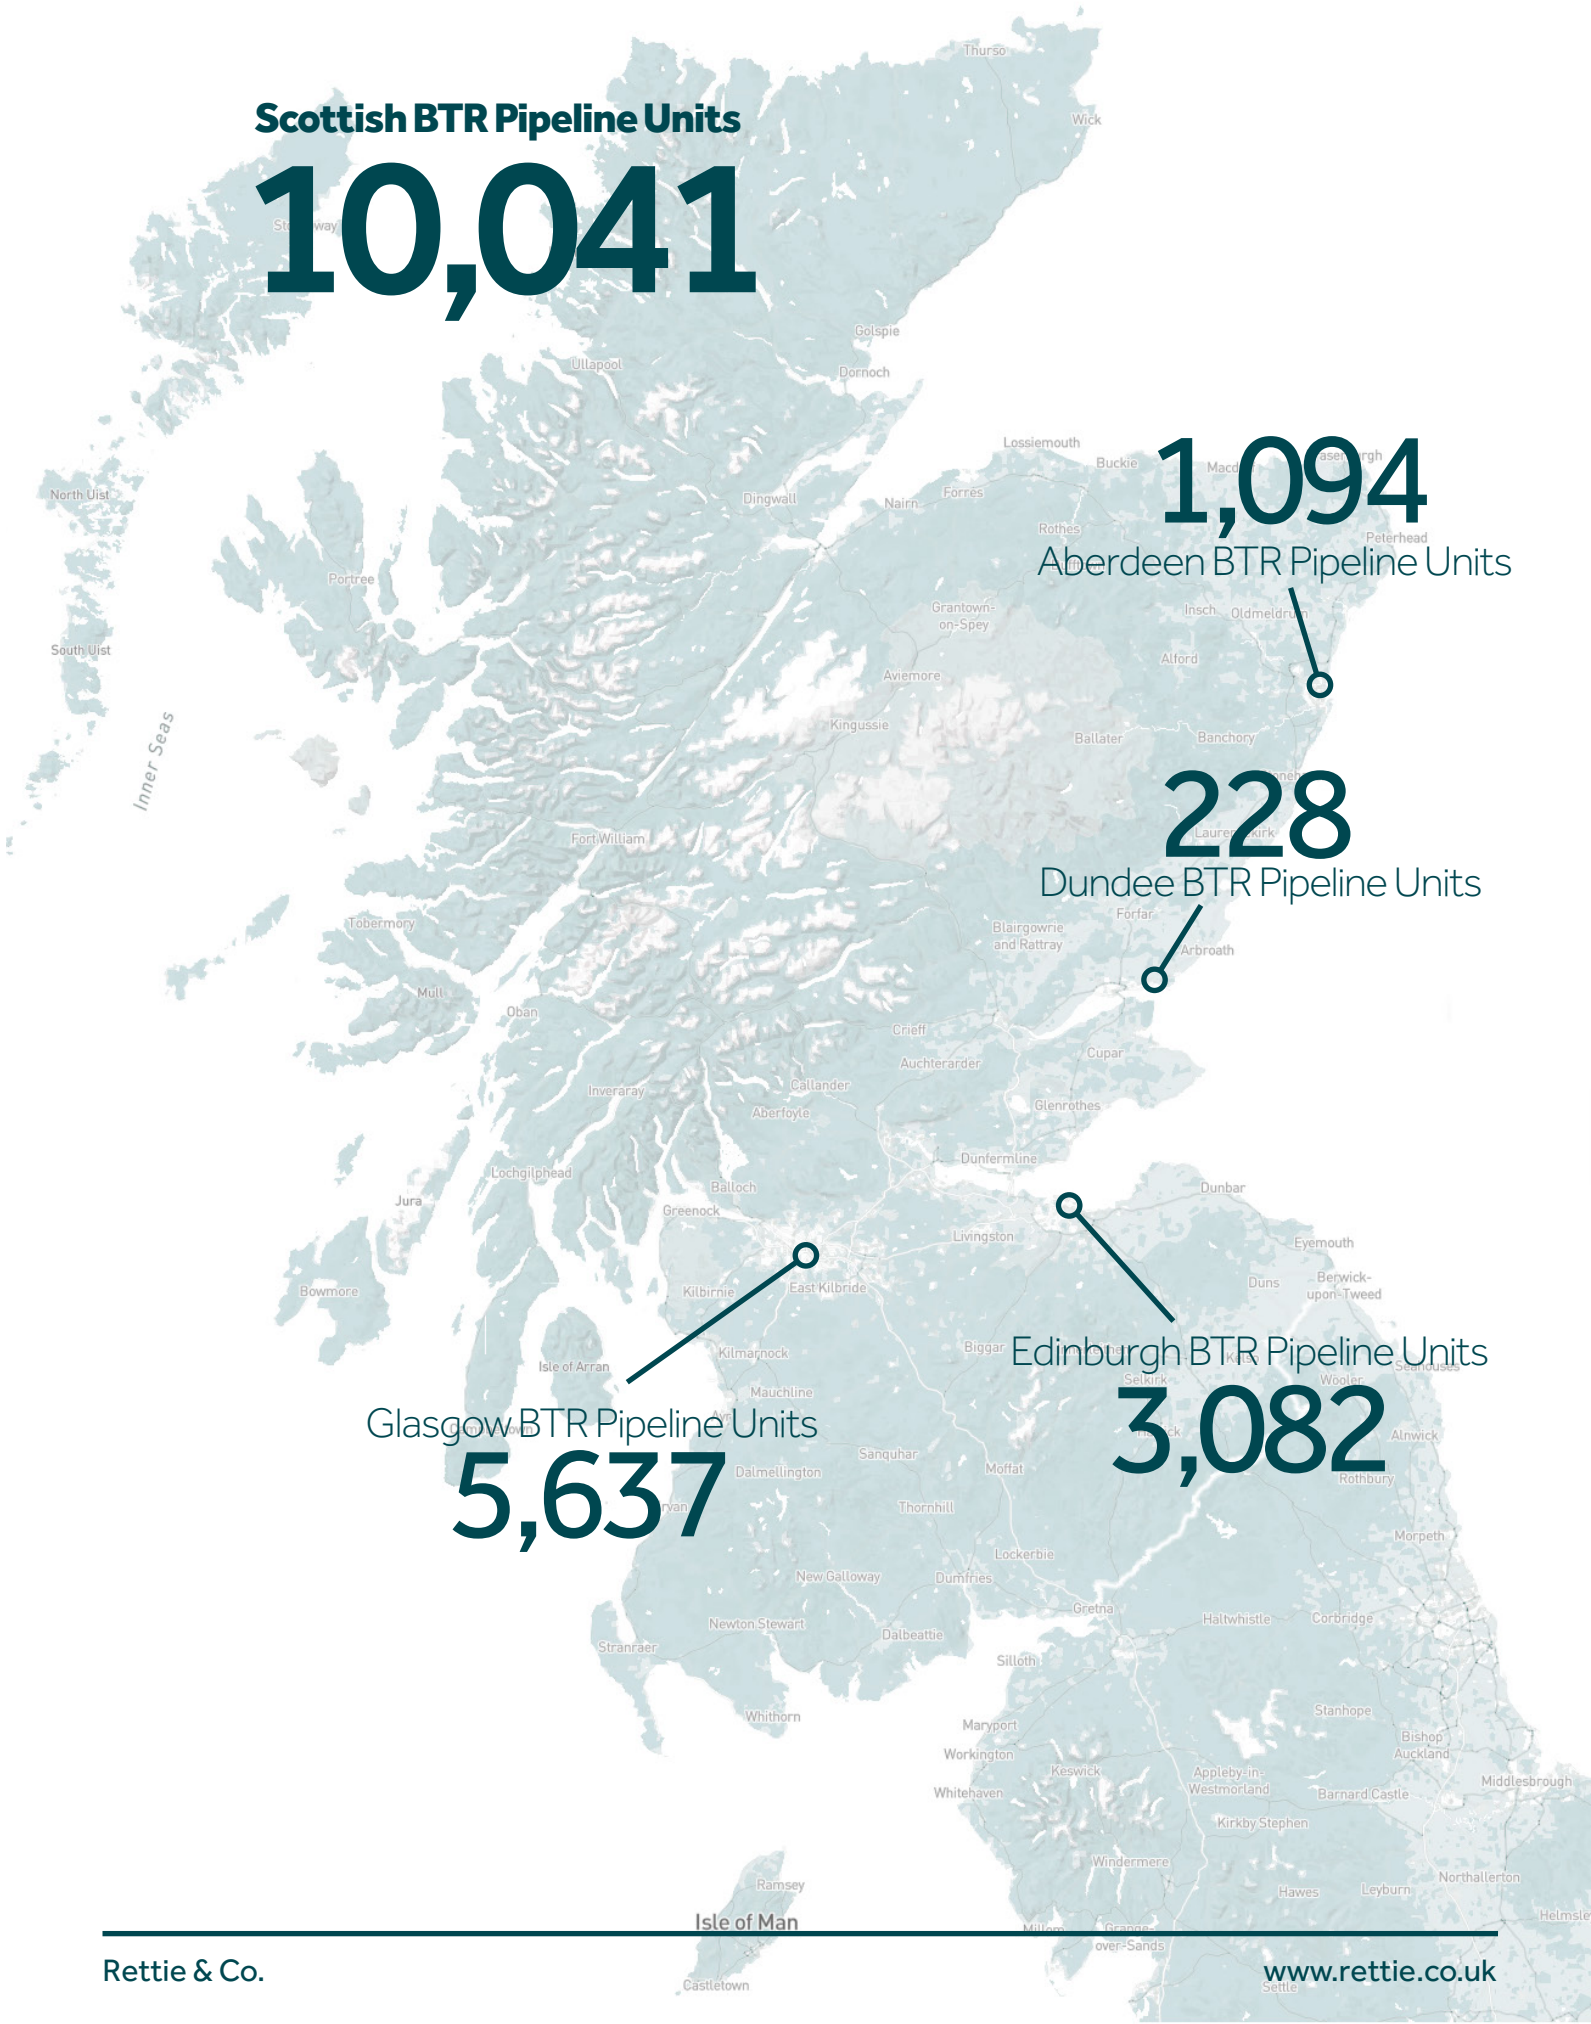 Scottish BTR Pipeline Units
10,041
Thurso
Wick
Golspie
Ullapool
Dornoch
Lossiemouth
Buckie
1,094
Aberdeen BTR Pipeline Units
North Uist
Dingwall
Nairn
Forres
Rothes
Peterhead
Portree
Grantown-
on-Spey
Insch
Oldmeldrum
South Uist
Alford
Aviemore
Inner Seas
Kingussie
Ballater
Banchory
228
Dundee BTR Pipeline Units
Fort William
Tobermory
Forfar
Blairgowrie
and Rattray
Arbroath
Mull
Oban
Crieff
Auchterarder
Cupar
Inveraray
Callander
Aberfoyle
Glenrothes
Dunfermline
Lochgilphead
Balloch
Dunbar
Jura
Greenock
Livingston
Eyemouth
Bowmore
Kilbirnie
East Kilbride
Duns
Berwick-
upon-Tweed
Isle of Arran
Kilmarnock
Biggar
Edinburgh BTR Pipeline Units
3,082
Kelso
Seahouses
Selkirk
Wooler
Mauchline
Glasgow BTR Pipeline Units
5,637
Alnwick
Sanquhar
Dalmellington
Moffat
Rothbury
Thornhill
Morpeth
Lockerbie
New Galloway
Dumfries
Gretna
Newton Stewart
Haltwhistle
Corbridge
Stranraer
Dalbeattie
Silloth
Whithorn
Stanhope
Maryport
Bishop
Auckland
Workington
Keswick
Appleby-in-
Westmorland
Middlesbrough
Whitehaven
Barnard Castle
Kirkby Stephen
Windermere
Ramsey
Hawes
Leyburn
Northallerton
Isle of Man
Millom
Grange-
over-Sands
Helmsle
Castletown
Settle
Rettie & Co.
www.rettie.co.uk